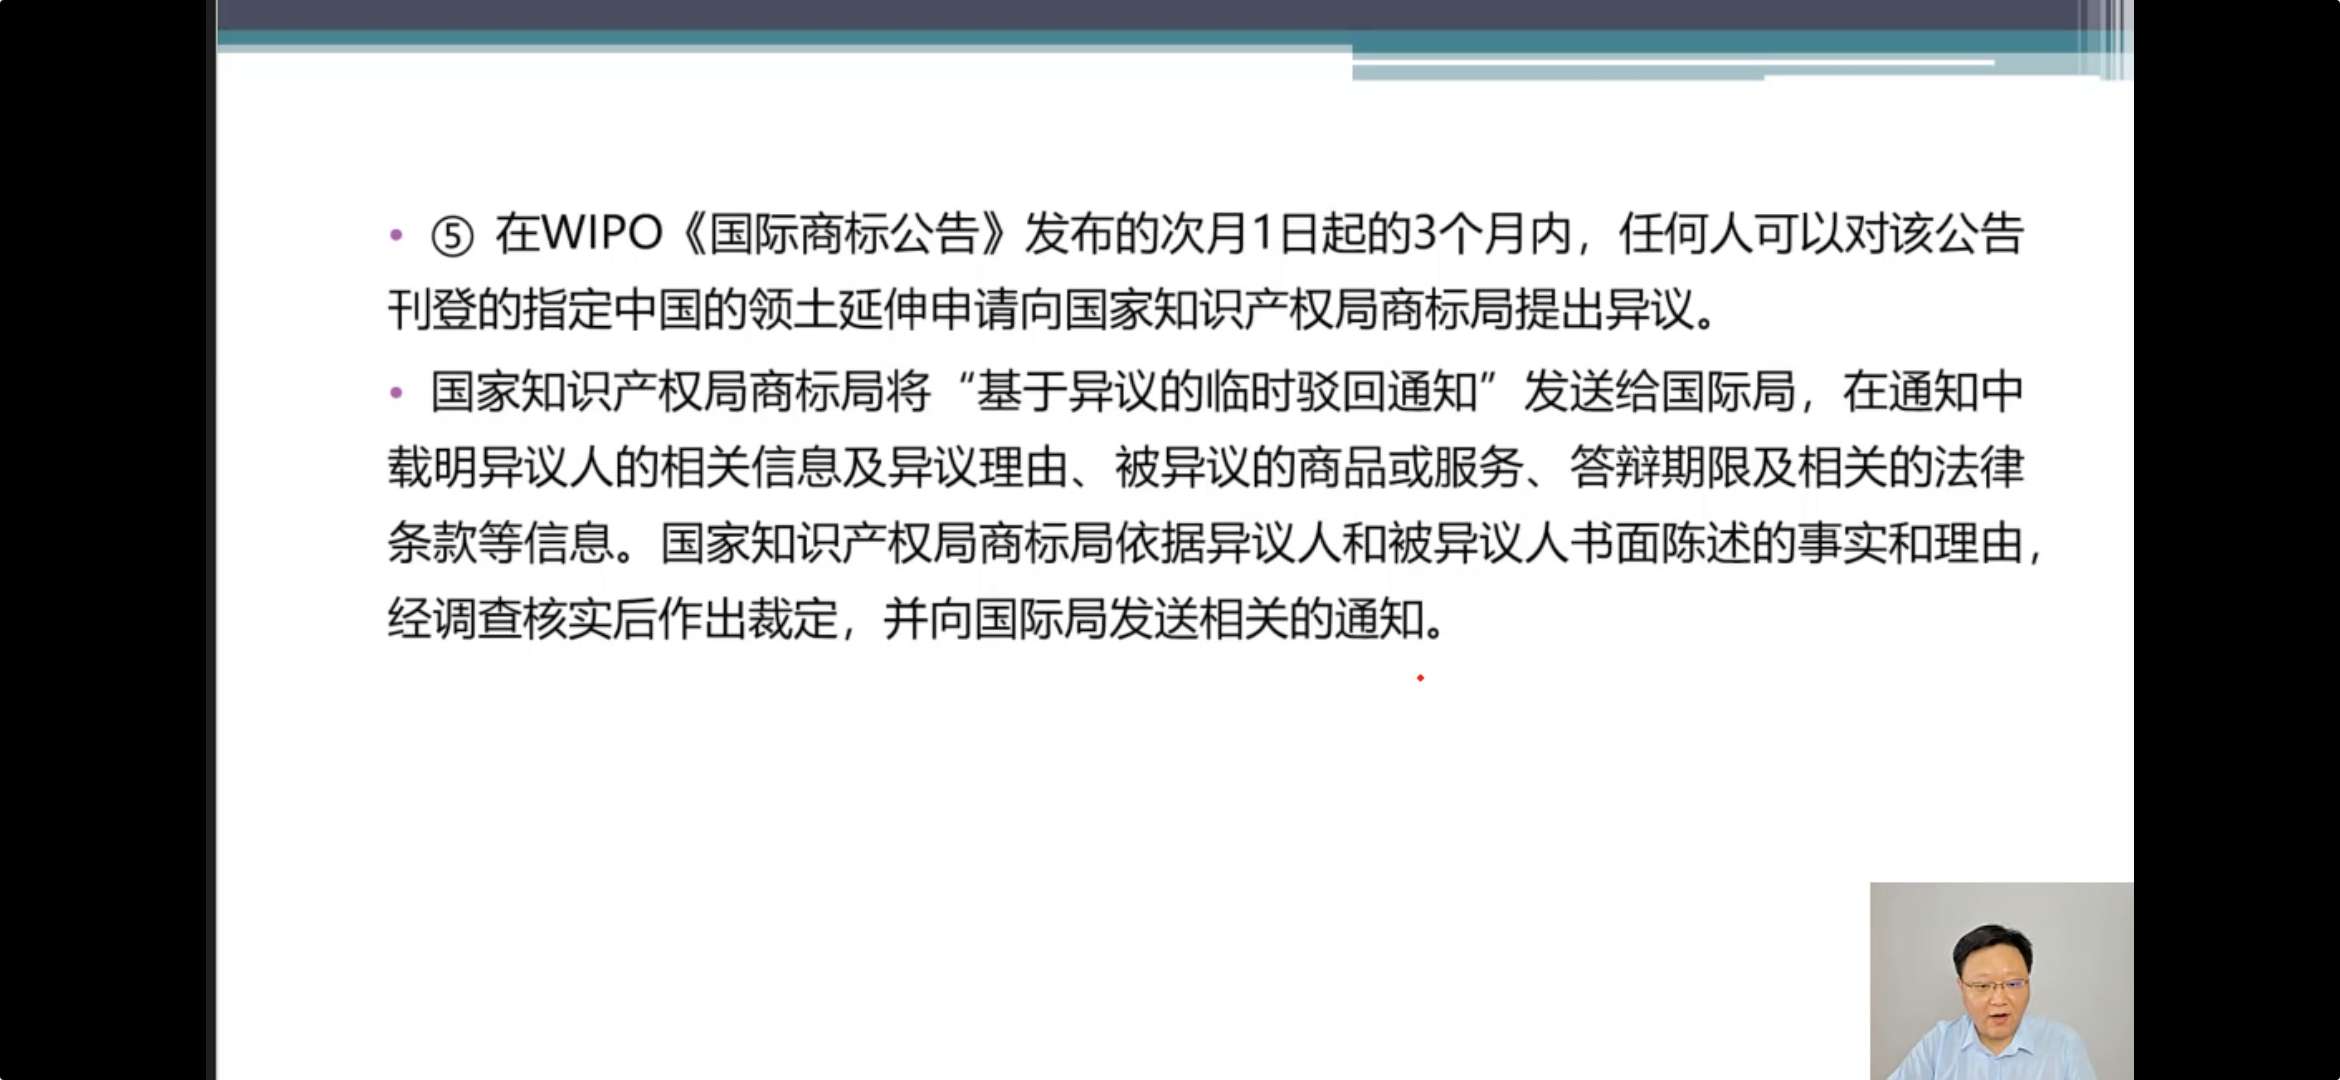 • ⑤ 在WIPO《国际商标公告》发布的次月1日起的3个月内，任何人可以对该公告
刊登的指定中国的领土延伸申请向国家知识产权局商标局提出异议。
• 国家知识产权局商标局将“基于异议的临时驳回通知”发送给国际局，在通知中
载明异议人的相关信息及异议理由、被异议的商品或服务、答辩期限及相关的法律
条款等信息。国家知识产权局商标局依据异议人和被异议人书面陈述的事实和理由，
经调查核实后作出裁定，并向国际局发送相关的通知。